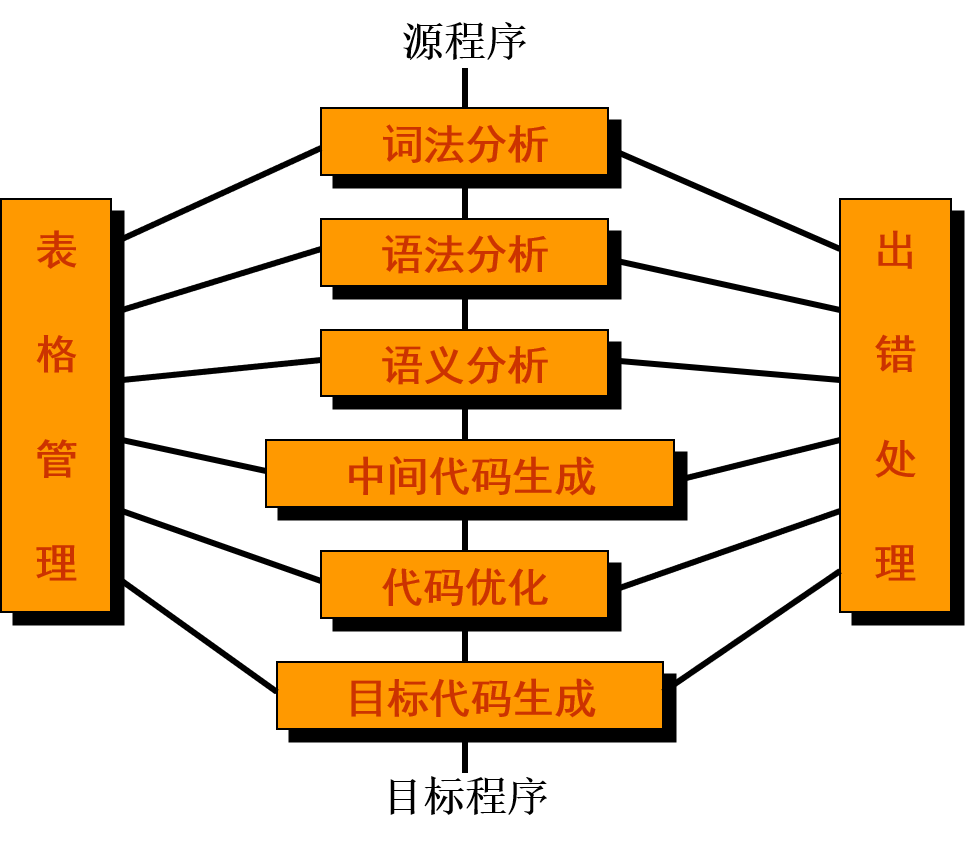 源程序
词法分析
语法分析
语义分析
中间代码生成
代码优化
目标代码生成
目标程序
表
格
管
理
出
错
处
理